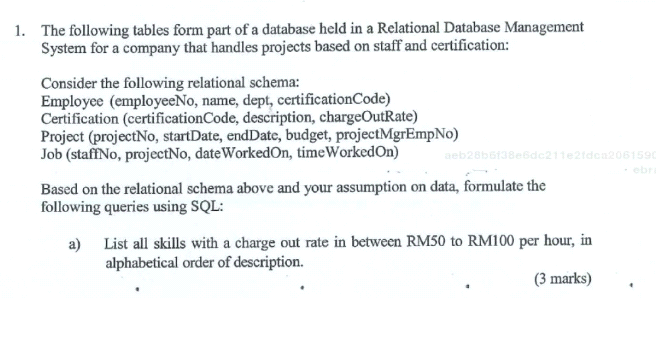 1. The following tables form part of a database held in a Relational Database Management
System for a company that handles projects based on staff and certification:
Consider the following relational schema:
Employee (employeeNo, name, dept, certificationCode)
Certification (certificationCode, description, chargeOutRate)
Project (projectNo, startDate, endDate, budget, projectMgrEmpNo)
Job (staffNo, projectNo, dateWorkedOn, timeWorkedOn)
Based on the relational schema above and your assumption on data, formulate the
following queries using SQL:
a) List all skills with a charge out rate in between RM50 to RM100 per hour, in
alphabetical order of description.
(3 marks)